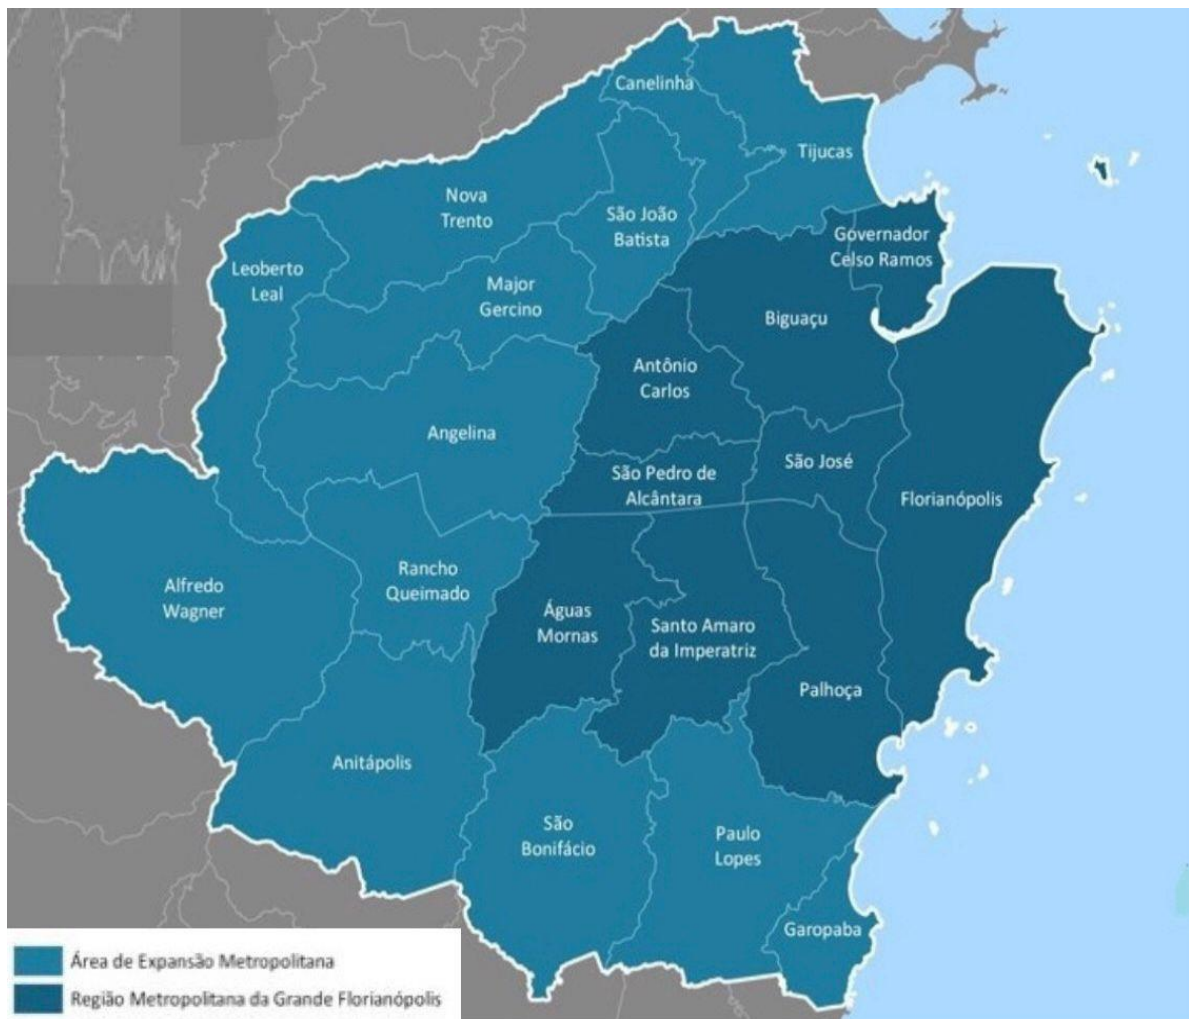 Canelinha
Tijucas
Nova
Trento
São João
Batista
Governador
Celso Ramos
Leoberto
Leal
Major
Gercino
Biguaçu
Antônio
Carlos
Angelina
São José
São Pedro de
Alcântara
Florianópolis
Alfredo
Wagner
Rancho
Queimado
Águas
Mornas
Santo Amaro
da Imperatriz
Palhoça
Anitápolis
São
Bonifácio
Paulo
Lopes
Garopaba
Área de Expansão Metropolitana
Região Metropolitana da Grande Florianópolis